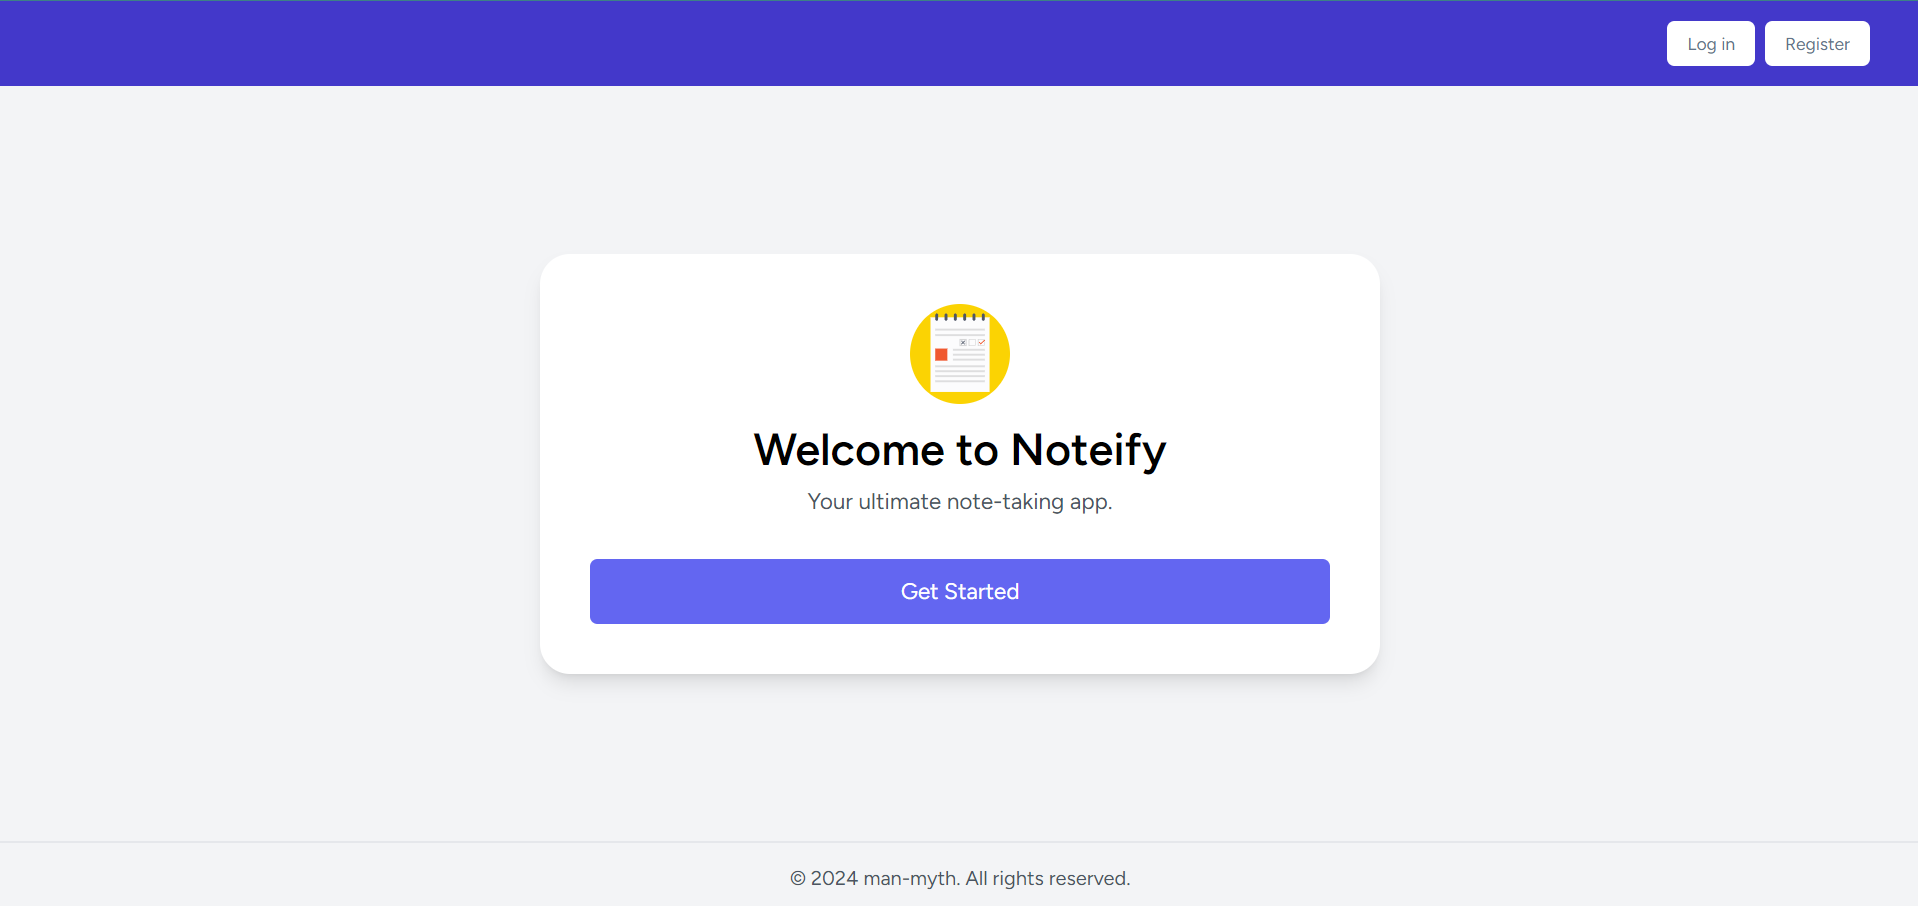 Log in
Register
Welcome to Noteify
Your ultimate note-taking app.
Get Started
© 2024 man-myth. All rights reserved.